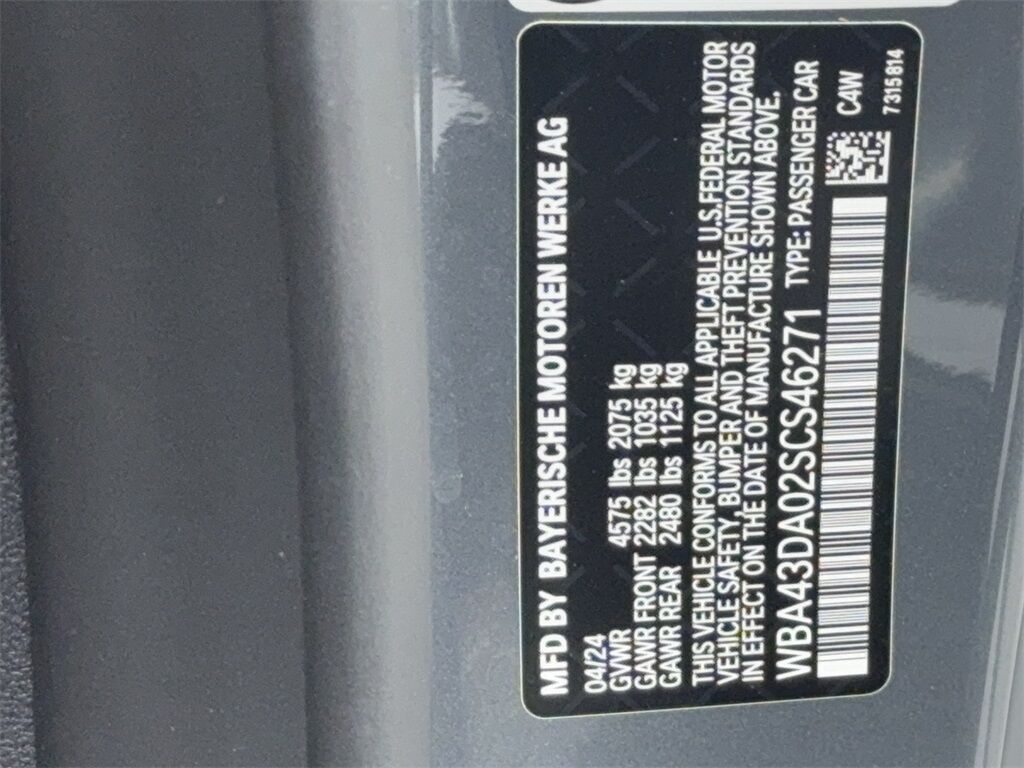 MFD BY BAYERISCHE MOTOREN WERKE AG
04/24
GVWR 4575 lbs 2075 kg
GAWR FRONT 2282 lbs 1035 kg
GAWR REAR 2480 lbs 1125 kg
THIS VEHICLE CONFORMS TO ALL APPLICABLE U.S. FEDERAL MOTOR
VEHICLE SAFETY, BUMPER AND THEFT PREVENTION STANDARDS
IN EFFECT ON THE DATE OF MANUFACTURE SHOWN ABOVE.
WBA43DA02SCS46271 TYPE: PASSENGER CAR
C4W
7315814